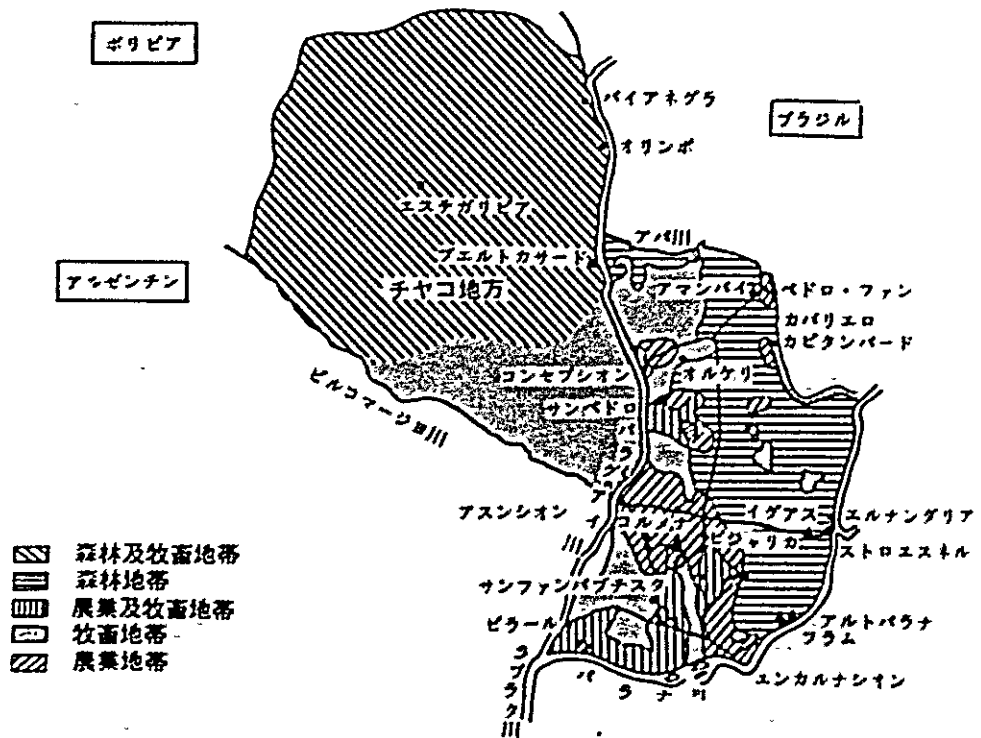 ボリビア
バイアネグラ
ブラジル
オリンポ
エスチガリビア
アパ川
プエルトカサード
アルゼンチン
チヤコ地方
アマンバイ
ペドロ・ファン
カバリエロ
カピタンバード
コンセプシオン
オルケリ
ピルコマージョ川
サンペドロ
パラグアイ川
アスンシオン
コルメナ
イグアス
エルナンダリア
ビジャリカ
ストロエスネル
サンファンバプチスタ
ピラール
アルトパラナ
フラム
パラナ川
エンカルナシオン
森林及牧畜地帯
森林地帯
農業及牧畜地帯
牧畜地帯
農業地帯